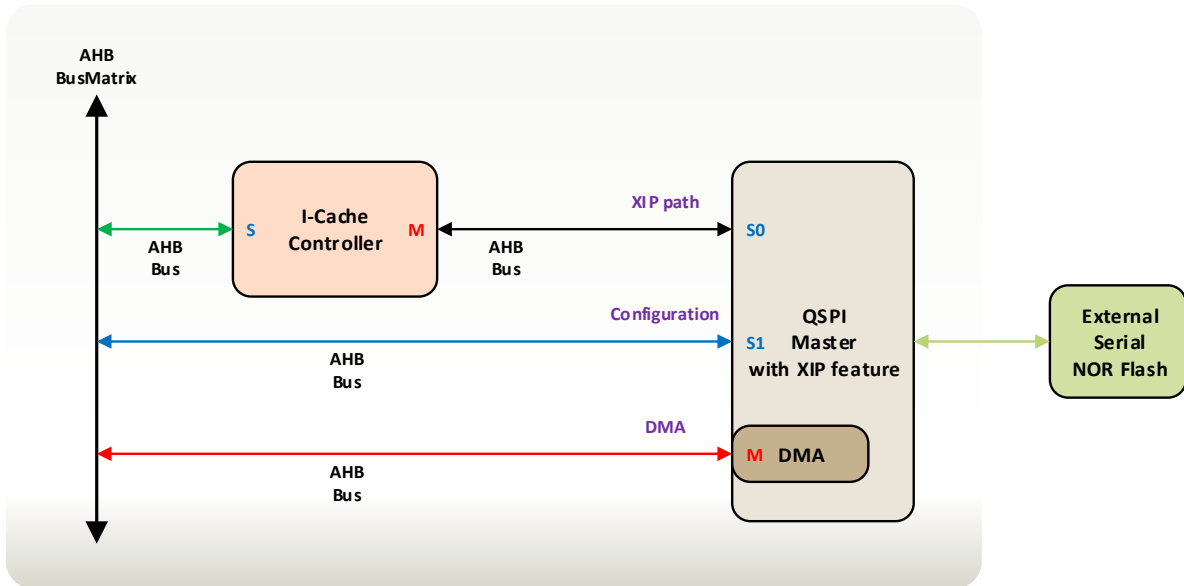 AHB
BusMatrix
I-Cache
Controller
S
M
AHB
Bus
XIP path
AHB
Bus
S0
Configuration
AHB
Bus
S1
QSPI
Master
with XIP feature
DMA
AHB
Bus
M
DMA
External
Serial
NOR Flash